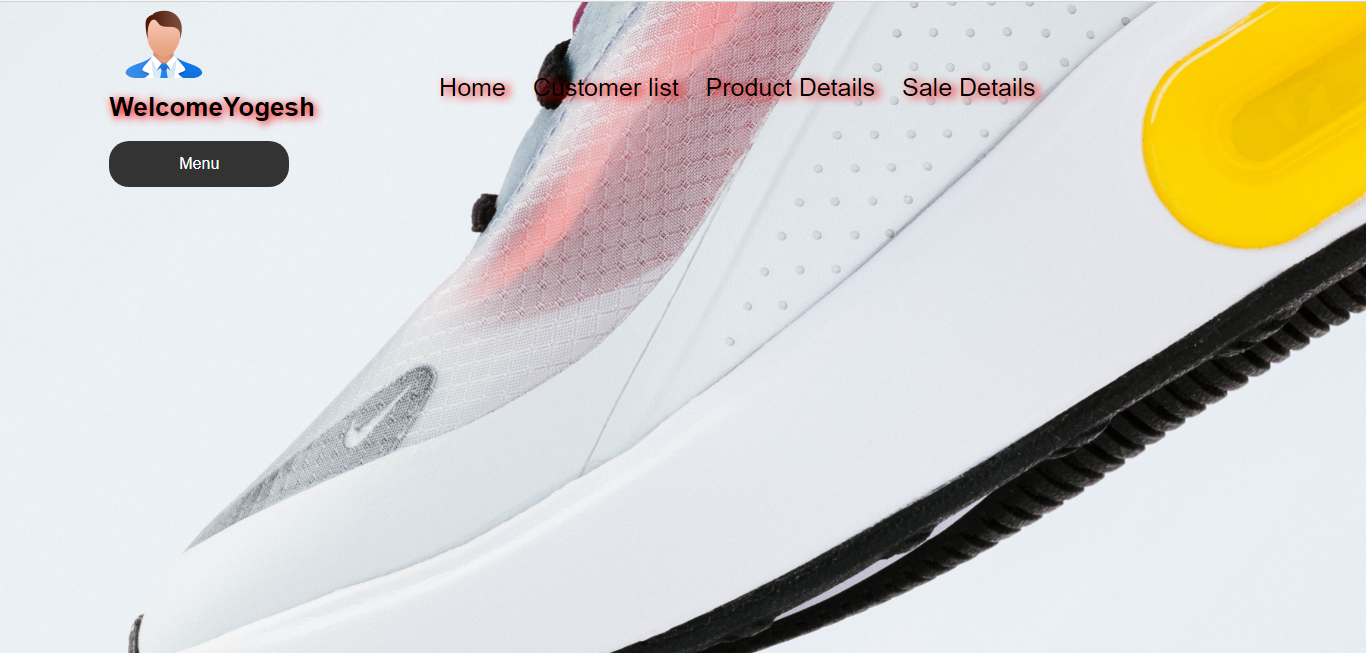 Home Customer list Product Details Sale Details
WelcomeYogesh
Menu